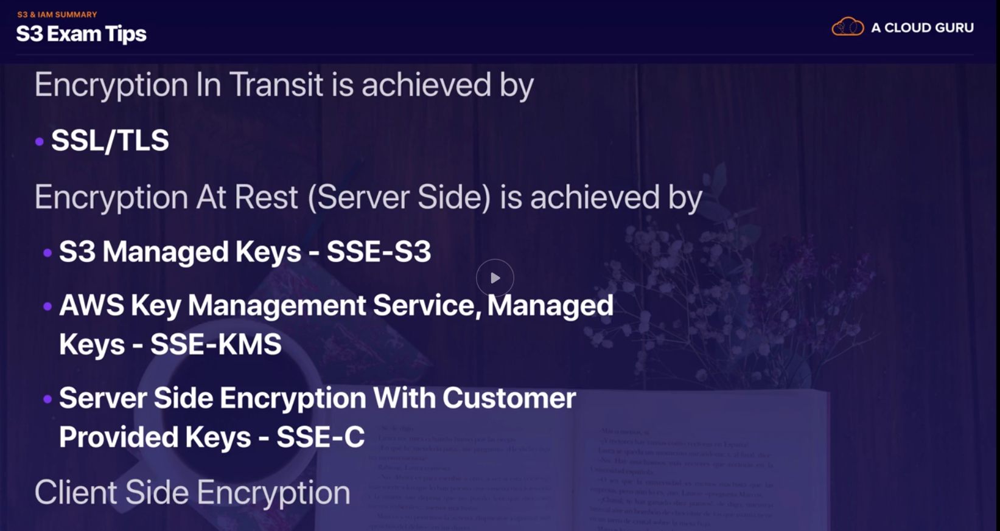 S3 & IAM SUMMARY
S3 Exam Tips
A CLOUD GURU
Encryption In Transit is achieved by
• SSL/TLS
Encryption At Rest (Server Side) is achieved by
• S3 Managed Keys - SSE-S3
• AWS Key Management Service, Managed
Keys - SSE-KMS
• Server Side Encryption With Customer
Provided Keys - SSE-C
Client Side Encryption